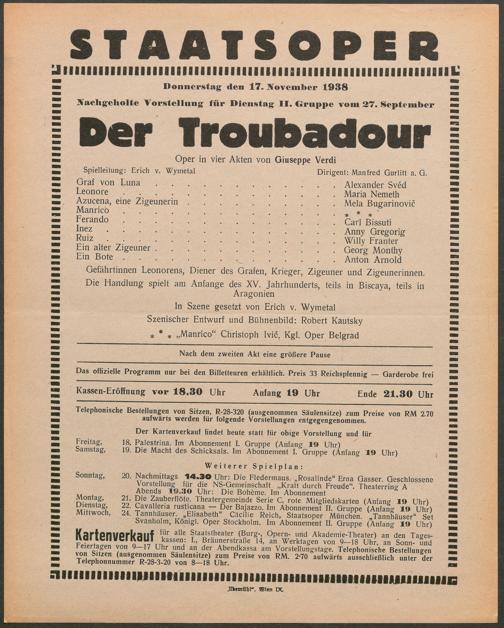 STAATSOPER
Donnerstag den 17. November 1938
Nachgeholte Vorstellung für Dienstag II. Gruppe vom 27. September
Der Troubadour
Oper in vier Akten von Giuseppe Verdi
Spielleitung: Erich v. Wymetal Dirigent: Manfred Gurlitt a. G.
Graf von Luna . . . . . . . . . . Alexander Svéd
Leonore . . . . . . . . . . Maria Nemeth
Azucena, eine Zigeunerin . . . . . . . . . . Mela Bugarinović
Manrico . . . . . . . . . . * * *
Ferando . . . . . . . . . . Carl Bissuti
Inez . . . . . . . . . . Anny Gregorig
Ruiz . . . . . . . . . . Willy Franter
Ein alter Zigeuner . . . . . . . . . . Georg Monthy
Ein Bote . . . . . . . . . . Anton Arnold
Gefährtinnen Leonorens, Diener des Grafen, Krieger, Zigeuner und Zigeunerinnen.
Die Handlung spielt am Anfange des XV. Jahrhunderts, teils in Biscaya, teils in
Aragonien
In Szene gesetzt von Erich v. Wymetal
Szenischer Entwurf und Bühnenbild: Robert Kautsky
* * * „Manrico" Christoph Ivić, Kgl. Oper Belgrad
Nach dem zweiten Akt eine größere Pause
Das offizielle Programm nur bei den Billetteuren erhältlich. Preis 33 Reichspfennig — Garderobe frei
Kassen-Eröffnung vor 18.30 Uhr Anfang 19 Uhr Ende 21.30 Uhr
Telephonische Bestellungen von Sitzen, R-28-320 (ausgenommen Säulensitze) zum Preise von RM 2.70
aufwärts werden für folgende Vorstellungen entgegengenommen.
Der Kartenverkauf findet heute statt für obige Vorstellung und für
Freitag, 18. Palestrina. Im Abonnement I. Gruppe (Anfang 19 Uhr)
Samstag, 19. Die Macht des Schicksals. Im Abonnement I. Gruppe (Anfang 19 Uhr)
Weiterer Spielplan:
Sonntag, 20. Nachmittags 14.30 Uhr: Die Fledermaus. „Rosalinde" Erna Gasser. Geschlossene
Vorstellung für die NS-Gemeinschaft „Kraft durch Freude". Theaterring A
Abends 19.30 Uhr: Die Bohème. Im Abonnement
Montag, 21. Die Zauberflöte. Theatergemeinde Serie C, rote Mitgliedskarten (Anfang 19 Uhr)
Dienstag, 22. Cavalleria rusticana — Der Bajazzo. Im Abonnement II. Gruppe (Anfang 19 Uhr)
Mittwoch, 24. Tannhäuser. „Elisabeth" Cäcilie Reich, Staatsoper München. „Tannhäuser" Set
Svanholm, Königl. Oper Stockholm. Im Abonnement II. Gruppe (Anfang 19 Uhr)
Kartenverkauf für alle Staatstheater (Burg-, Opern- und Akademie-Theater) an den Tages-
kassen: I., Bräunerstraße 14, an Werktagen von 9—18 Uhr, an Sonn- und
Feiertagen von 9—17 Uhr und an der Abendkassa am Vorstellungstage. Telephonische Bestellungen
von Sitzen (ausgenommen Säulensitze) zum Preise von RM. 2·70 aufwärts ausschließlich unter der
Telephonnummer R-28-3-20 von 8—18 Uhr.
Wien IX.